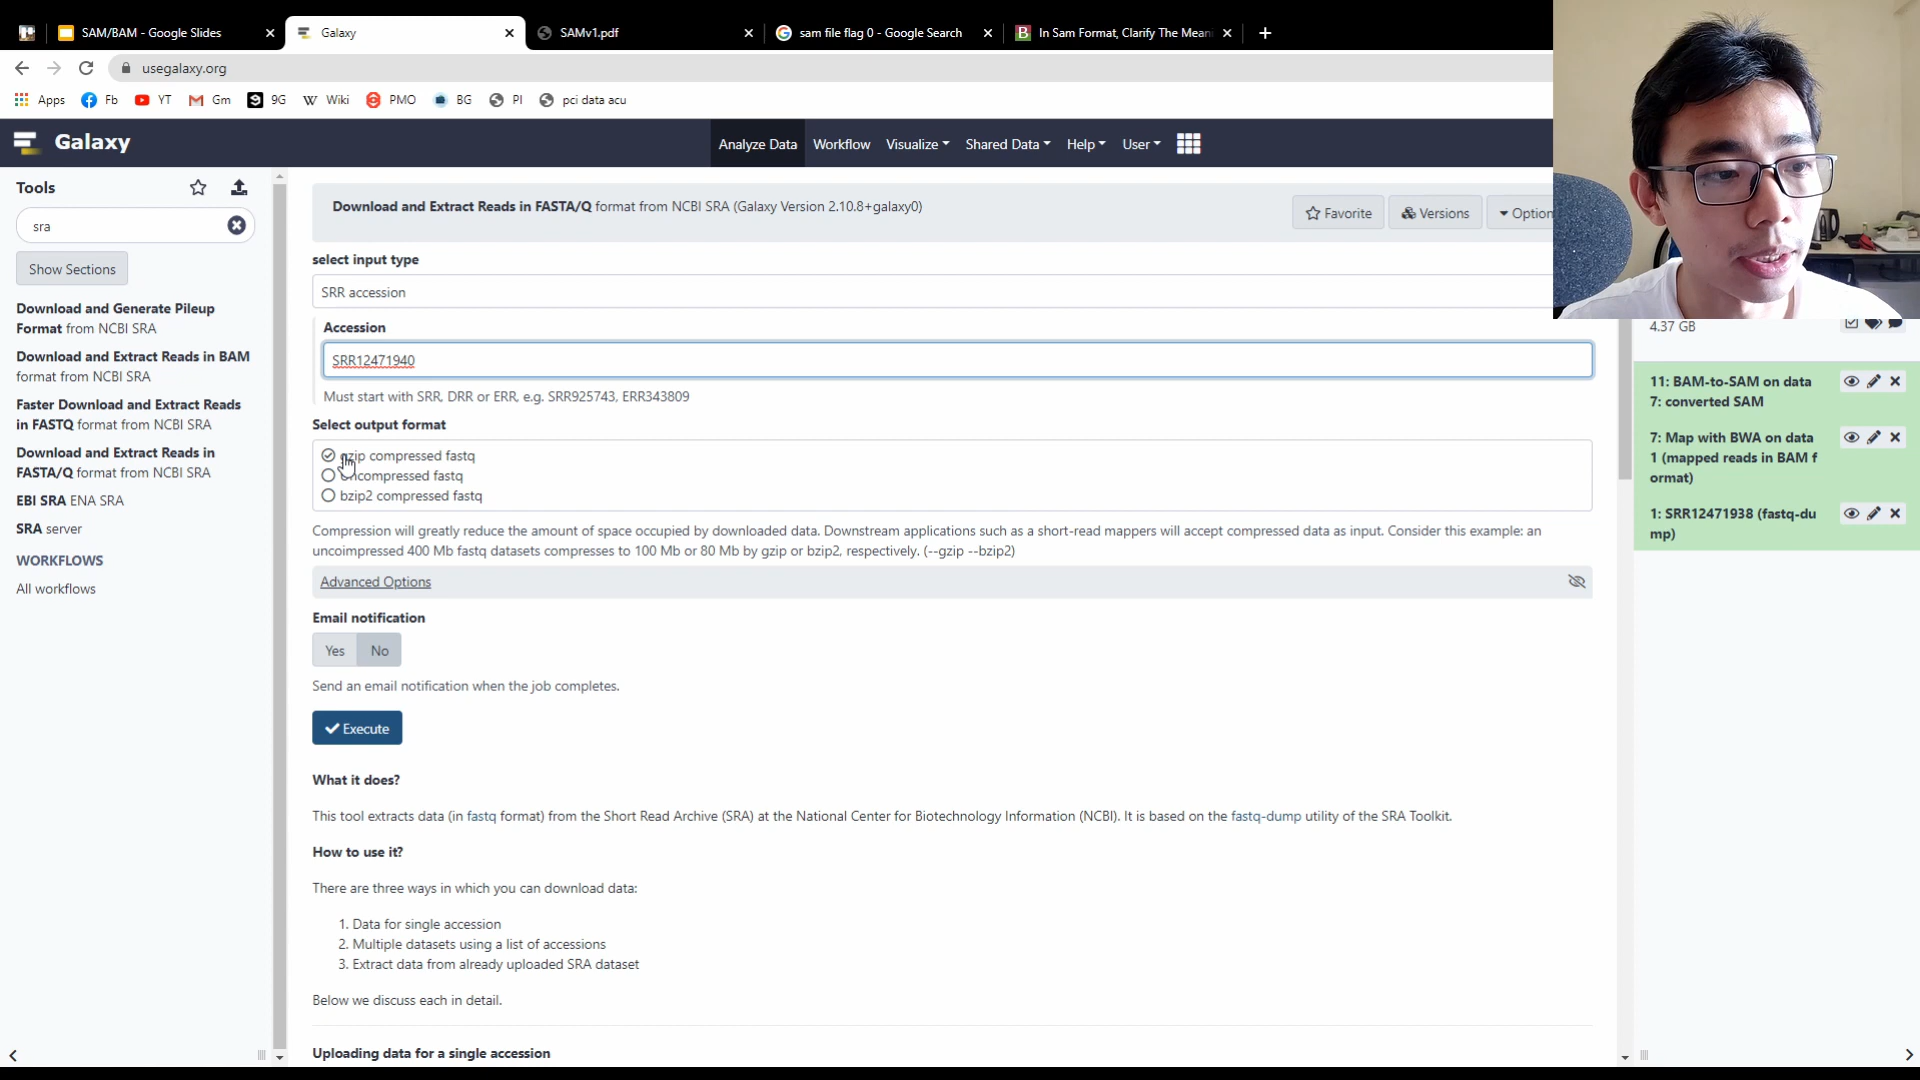 SAM/BAM - Google Slides
Galaxy
SAMv1.pdf
sam file flag 0 - Google Search
In Sam Format, Clarify The Meani
usegalaxy.org
Apps
Fb
YT
Gm
9G
Wiki
PMO
BG
PI
pci data acu
Galaxy
Analyze Data
Workflow
Visualize
Shared Data
Help
User
Tools
sra
Show Sections
Download and Generate Pileup
Format from NCBI SRA
Download and Extract Reads in BAM
format from NCBI SRA
Faster Download and Extract Reads
in FASTQ format from NCBI SRA
Download and Extract Reads in
FASTA/Q format from NCBI SRA
EBI SRA ENA SRA
SRA server
WORKFLOWS
All workflows
Download and Extract Reads in FASTA/Q format from NCBI SRA (Galaxy Version 2.10.8+galaxy0)
Favorite
Versions
Option
select input type
SRR accession
Accession
SRR12471940
Must start with SRR, DRR or ERR, e.g. SRR925743, ERR343809
Select output format
gzip compressed fastq
uncompressed fastq
bzip2 compressed fastq
Compression will greatly reduce the amount of space occupied by downloaded data. Downstream applications such as a short-read mappers will accept compressed data as input. Consider this example: an
uncompressed 400 Mb fastq datasets compresses to 100 Mb or 80 Mb by gzip or bzip2, respectively. (--gzip --bzip2)
Advanced Options
Email notification
Yes
No
Send an email notification when the job completes.
Execute
What it does?
This tool extracts data (in fastq format) from the Short Read Archive (SRA) at the National Center for Biotechnology Information (NCBI). It is based on the fastq-dump utility of the SRA Toolkit.
How to use it?
There are three ways in which you can download data:
1. Data for single accession
2. Multiple datasets using a list of accessions
3. Extract data from already uploaded SRA dataset
Below we discuss each in detail.
Uploading data for a single accession
4.37 GB
11: BAM-to-SAM on data
7: converted SAM
7: Map with BWA on data
1 (mapped reads in BAM f
ormat)
1: SRR12471938 (fastq-du
mp)